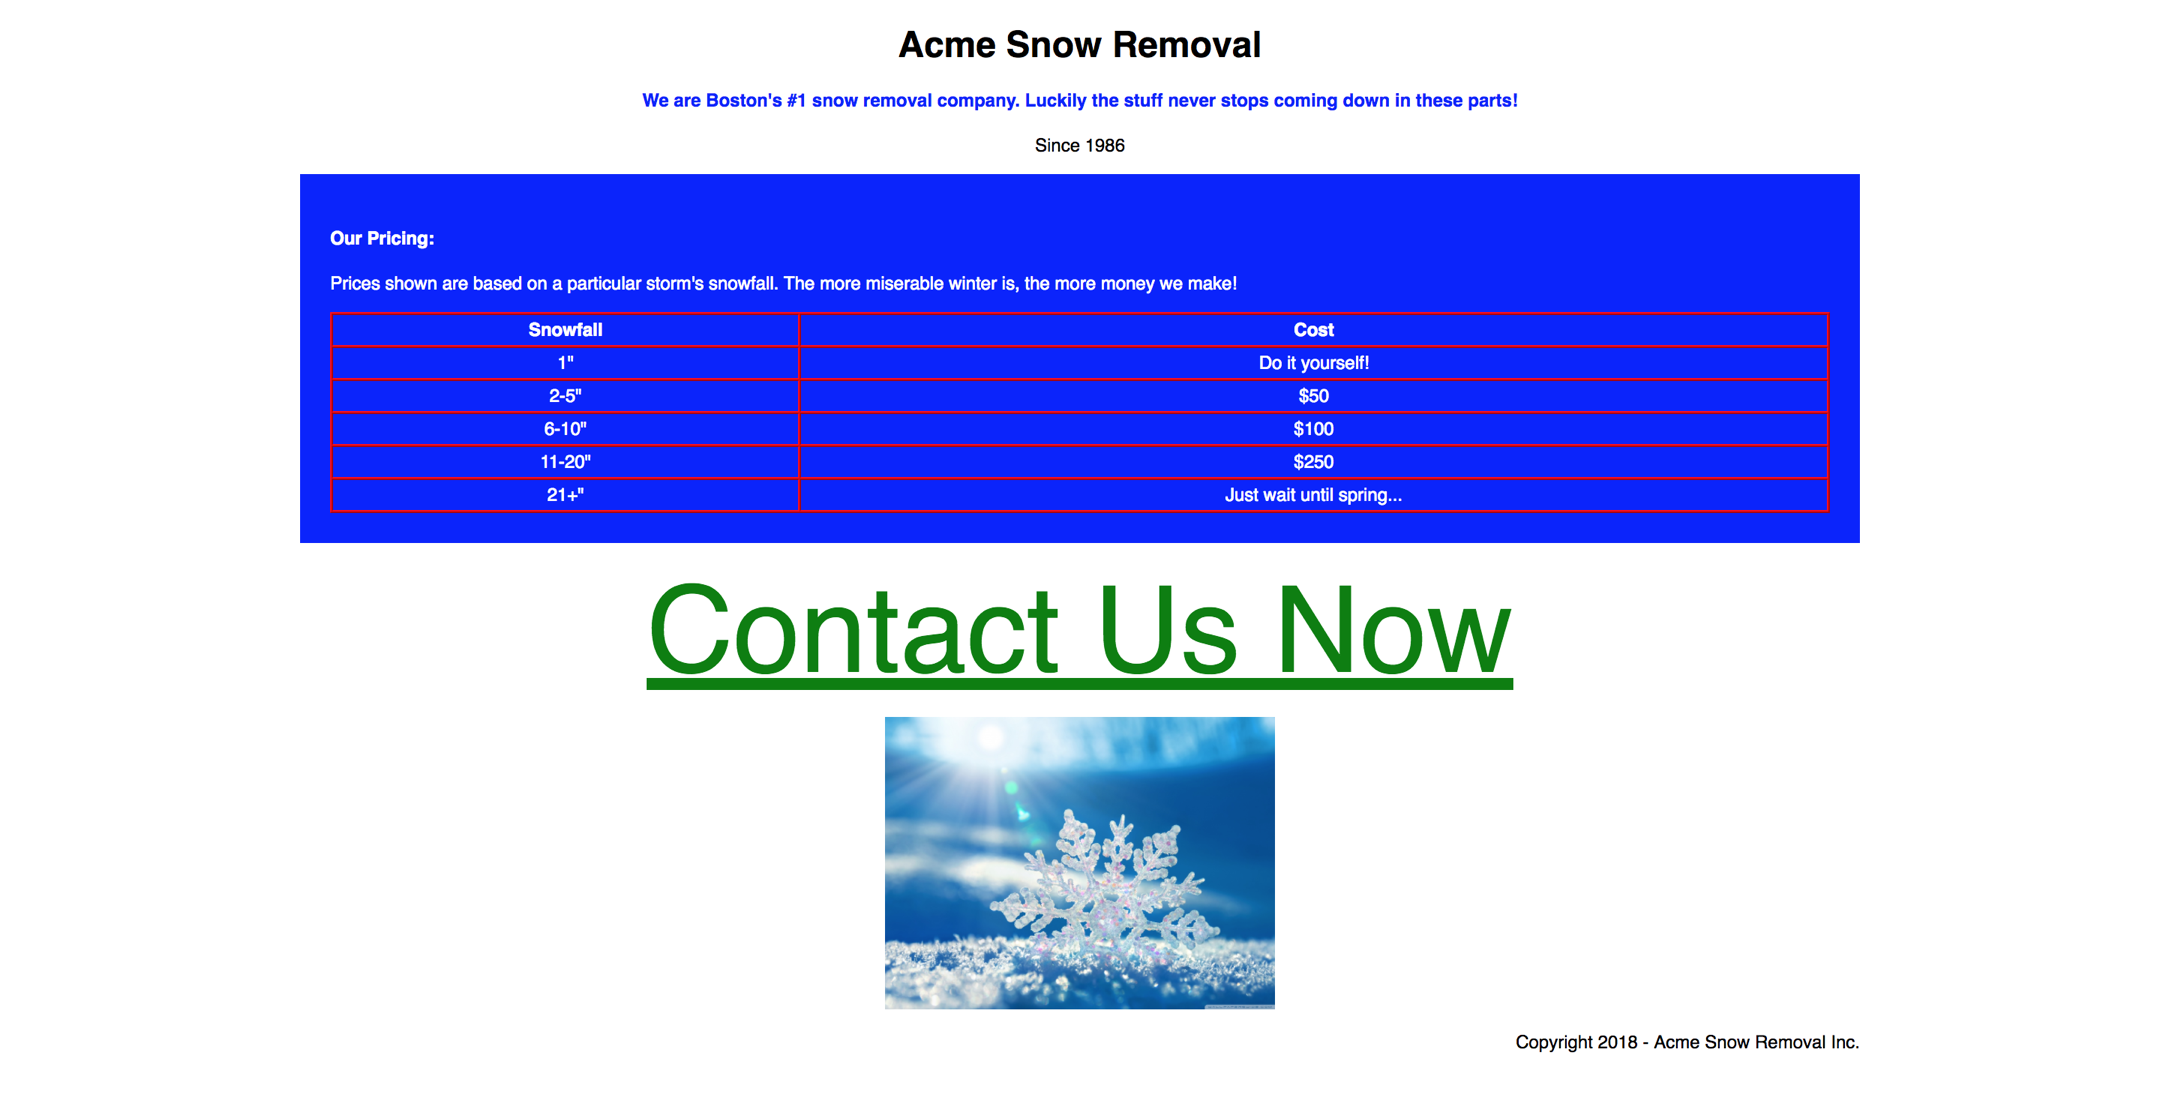 Acme Snow Removal
We are Boston's #1 snow removal company. Luckily the stuff never stops coming down in these parts!
Since 1986
Our Pricing:
Prices shown are based on a particular storm's snowfall. The more miserable winter is, the more money we make!
Snowfall Cost
1" Do it yourself!
2-5" $50
6-10" $100
11-20" $250
21+" Just wait until spring...
Contact Us Now
Copyright 2018 - Acme Snow Removal Inc.